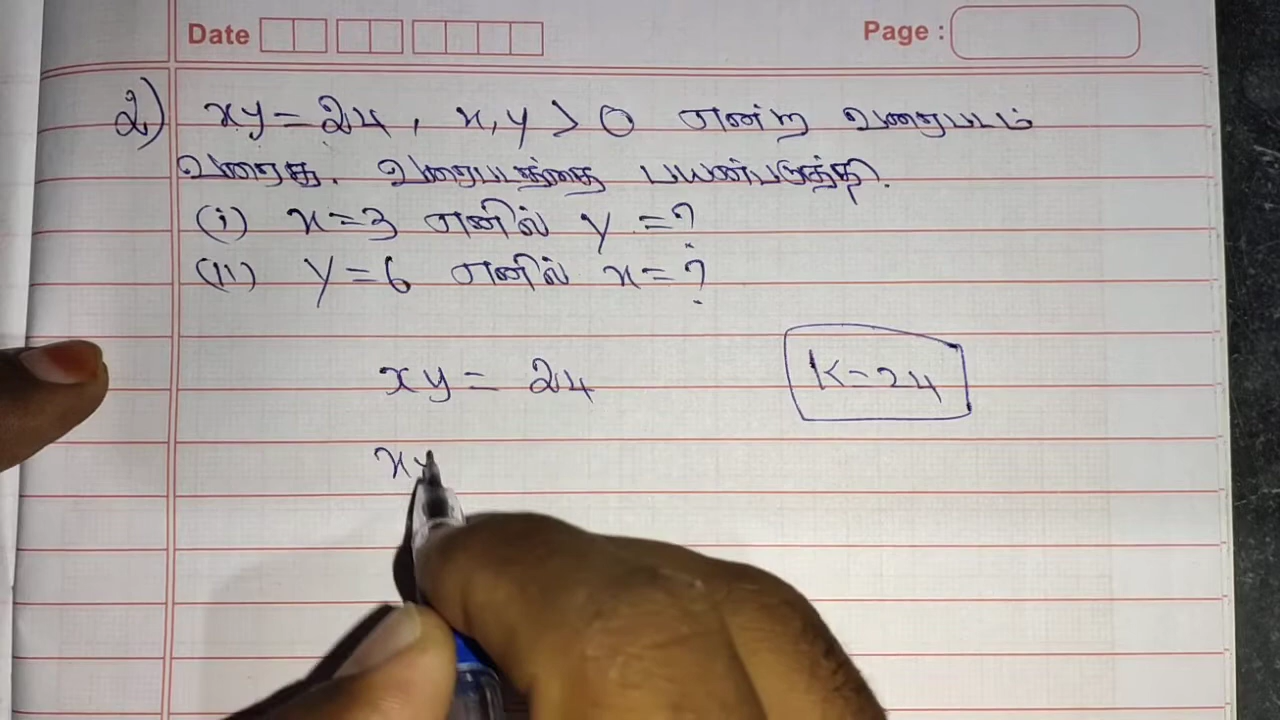 Date Page :
2) xy = 24 , x, y > 0 என்ற வரைபடம்
வரைக. வரைபடத்தை பயன்படுத்தி.
(i) x = 3 எனில் y = ?
(ii) y = 6 எனில் x = ?
xy = 24 K = 24
xy